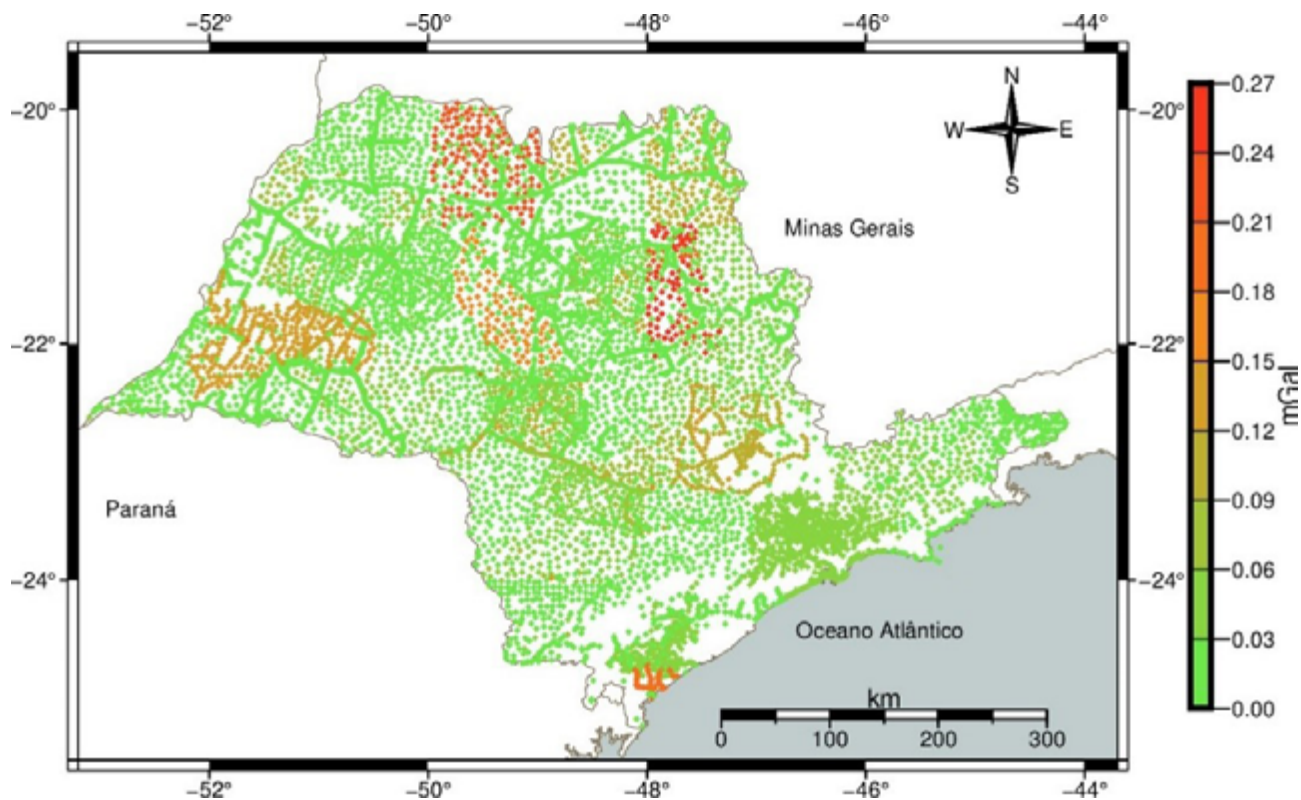 −52° −50° −48° −46° −44°
−20° −20°
−22° −22°
−24° −24°
−52° −50° −48° −46° −44°
N
W E
S
Minas Gerais
Paraná
Oceano Atlântico
km
0 100 200 300
0.27
0.24
0.21
0.18
0.15
0.12
0.09
0.06
0.03
0.00
mGal